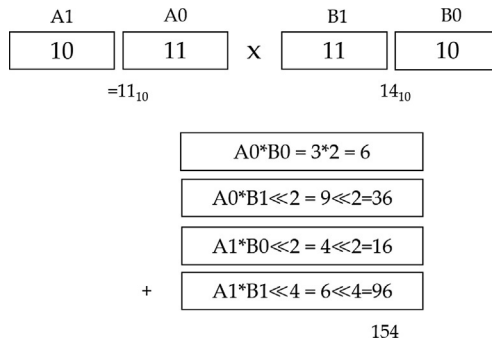 A1 A0 B1 B0
10 11 x 11 10
=11₁₀ 14₁₀
A0*B0 = 3*2 = 6
A0*B1≪2 = 9≪2=36
A1*B0≪2 = 4≪2=16
+ A1*B1≪4 = 6≪4=96
154